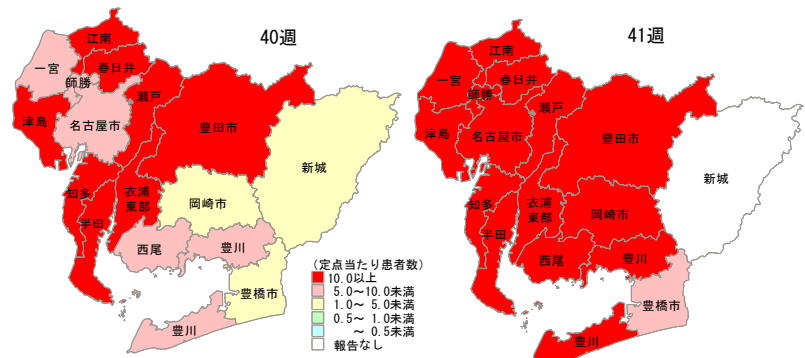 40週
江南
一宮
春日井
師勝
瀬戸
津島
名古屋市
豊田市
新城
知多
衣浦
東部
岡崎市
半田
西尾
豊川
豊橋市
豊川
(定点当たり患者数)
10.0以上
5.0～10.0未満
1.0～ 5.0未満
0.5～ 1.0未満
～ 0.5未満
報告なし
41週
江南
一宮
春日井
師勝
瀬戸
津島
名古屋市
豊田市
新城
知多
衣浦
東部
岡崎市
半田
西尾
豊川
豊橋市
豊川